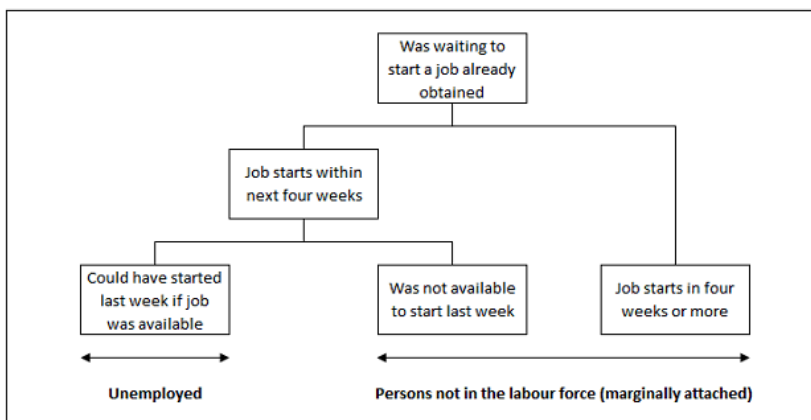 Was waiting to
start a job already
obtained
Job starts within
next four weeks
Could have started
last week if job
was available
Was not available
to start last week
Job starts in four
weeks or more
Unemployed
Persons not in the labour force (marginally attached)